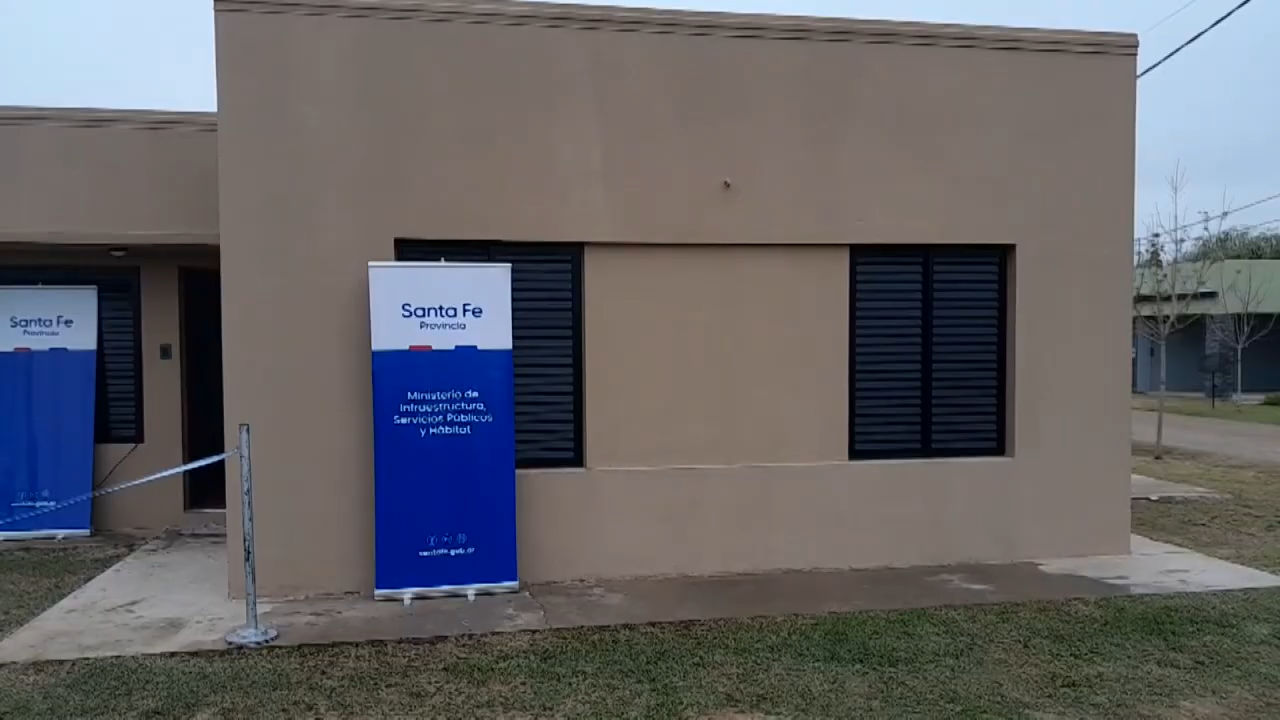 Santa Fe
Provincia
Santa Fe
Provincia
Ministerio de
Infraestructura,
Servicios Públicos
y Hábitat
santafe.gob.ar